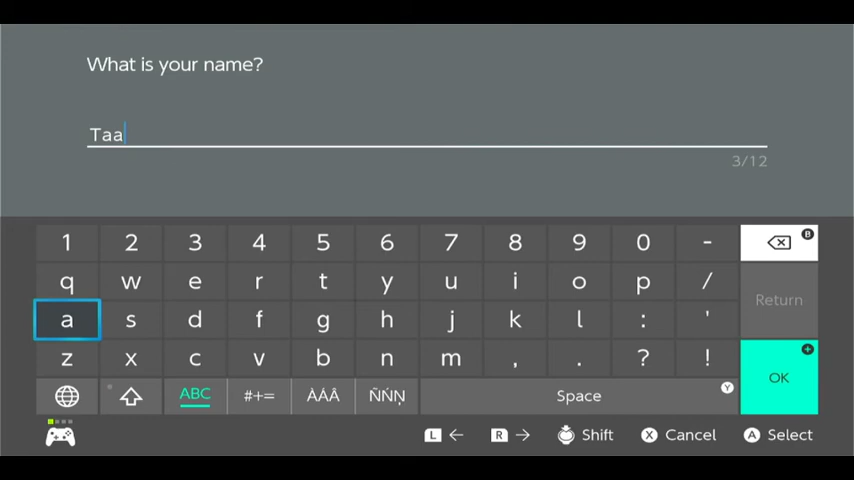 What is your name?
Taa
3/12
1 2 3 4 5 6 7 8 9 0 -
B
q w e r t y u i o p /
Return
a s d f g h j k l : '
z x c v b n m , . ? !
+
OK
ABC #+= ÀÁÂ ÑŃŅ Space Y
L ← R → Shift X Cancel A Select